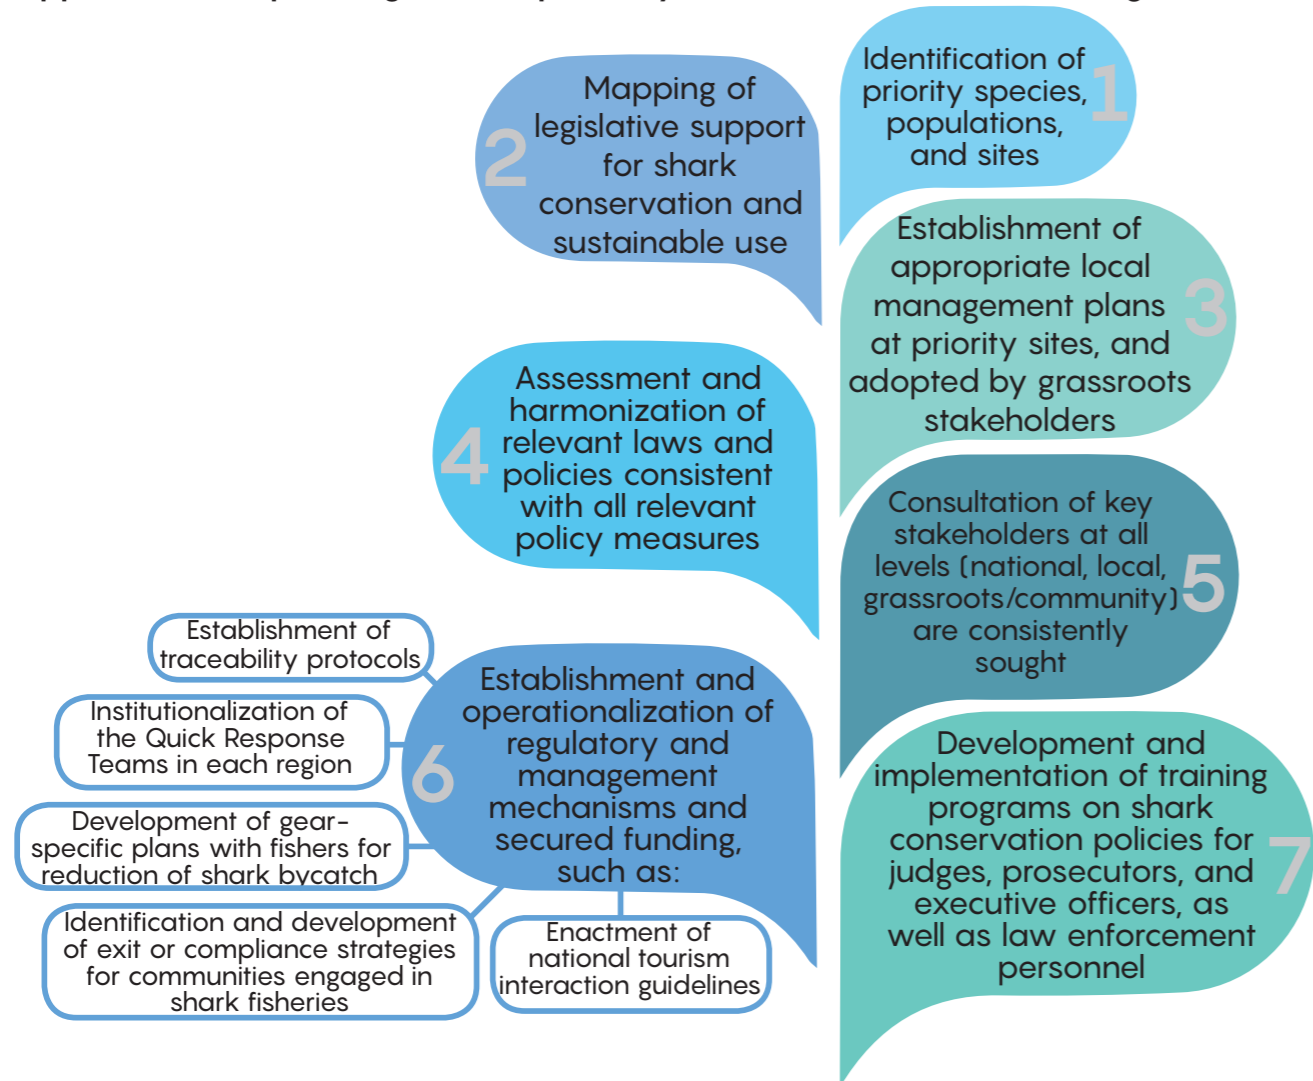 1
Identification of
priority species,
populations,
and sites
2
Mapping of
legislative support
for shark
conservation and
sustainable use
3
Establishment of
appropriate local
management plans
at priority sites, and
adopted by grassroots
stakeholders
4
Assessment and
harmonization of
relevant laws and
policies consistent
with all relevant
policy measures
5
Consultation of key
stakeholders at all
levels (national, local,
grassroots/community)
are consistently
sought
6
Establishment and
operationalization of
regulatory and
management
mechanisms and
secured funding,
such as:
Establishment of
traceability protocols
Institutionalization of
the Quick Response
Teams in each region
Development of gear-
specific plans with fishers for
reduction of shark bycatch
Identification and development
of exit or compliance strategies
for communities engaged in
shark fisheries
Enactment of
national tourism
interaction guidelines
7
Development and
implementation of training
programs on shark
conservation policies for
judges, prosecutors, and
executive officers, as
well as law enforcement
personnel